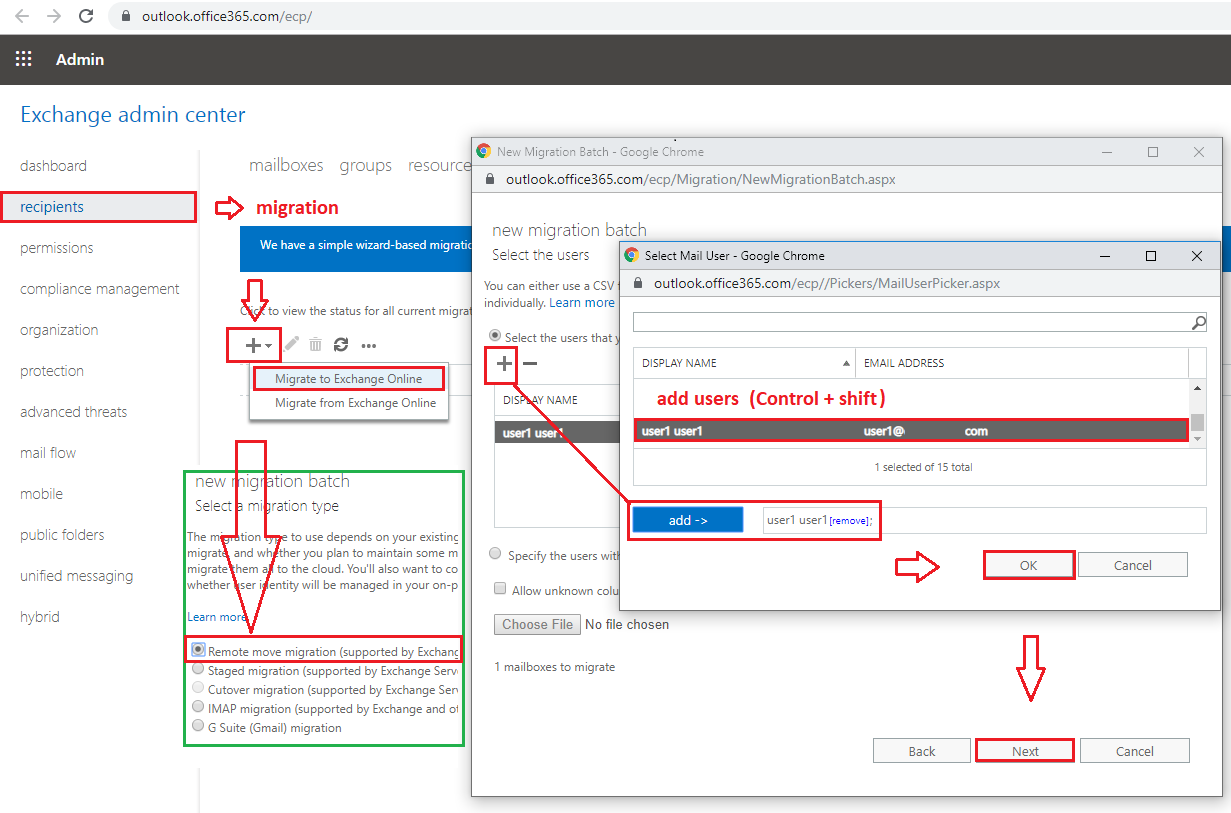 outlook.office365.com/ecp/
Admin
Exchange admin center
dashboard
recipients
permissions
compliance management
organization
protection
advanced threats
mail flow
mobile
public folders
unified messaging
hybrid
mailboxes groups resource
migration
We have a simple wizard-based migratio
Click to view the status for all current migrat
Migrate to Exchange Online
Migrate from Exchange Online
new migration batch
Select a migration type
The migration type to use depends on your existing
migrate, and whether you plan to maintain some m
migrate them all to the cloud. You'll also want to co
whether user identity will be managed in your on-p
Learn more
Remote move migration (supported by Exchang
Staged migration (supported by Exchange Serv
Cutover migration (supported by Exchange Serv
IMAP migration (supported by Exchange and ot
G Suite (Gmail) migration
New Migration Batch - Google Chrome
outlook.office365.com/ecp/Migration/NewMigrationBatch.aspx
new migration batch
Select the users
You can either use a CSV f
individually. Learn more
Select the users that y
DISPLAY NAME
user1 user1
Specify the users with
Allow unknown colu
Choose File No file chosen
1 mailboxes to migrate
Back Next Cancel
Select Mail User - Google Chrome
outlook.office365.com/ecp//Pickers/MailUserPicker.aspx
DISPLAY NAME EMAIL ADDRESS
add users (Control + shift)
user1 user1 user1@ com
1 selected of 15 total
add -> user1 user1[remove];
OK Cancel